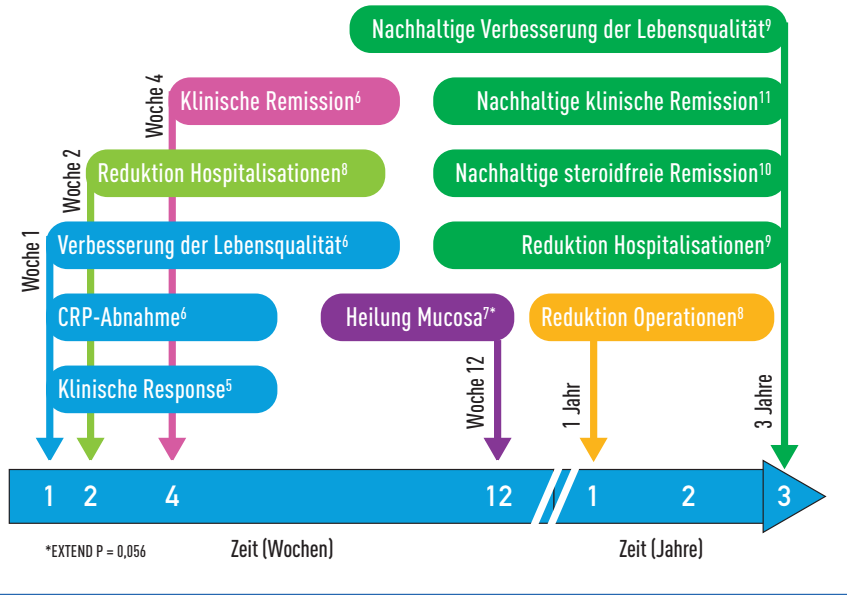 Nachhaltige Verbesserung der Lebensqualität⁹
Woche 4
Klinische Remission⁶
Nachhaltige klinische Remission¹¹
Woche 2
Reduktion Hospitalisationen⁸
Nachhaltige steroidfreie Remission¹⁰
Woche 1
Verbesserung der Lebensqualität⁶
Reduktion Hospitalisationen⁹
CRP-Abnahme⁶
Heilung Mucosa⁷*
Reduktion Operationen⁸
Klinische Response⁵
Woche 12
1 Jahr
3 Jahre
1 2 4 12 1 2 3
*EXTEND P = 0,056
Zeit (Wochen)
Zeit (Jahre)